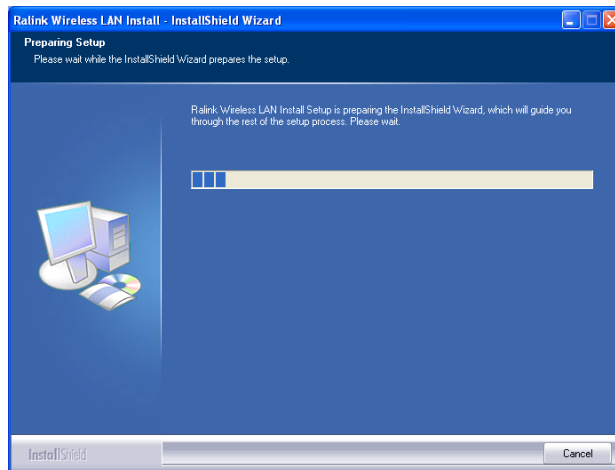 Ralink Wireless LAN Install - InstallShield Wizard
Preparing Setup
Please wait while the InstallShield Wizard prepares the setup.
Ralink Wireless LAN Install Setup is preparing the InstallShield Wizard, which will guide you
through the rest of the setup process. Please wait.
InstallShield
Cancel